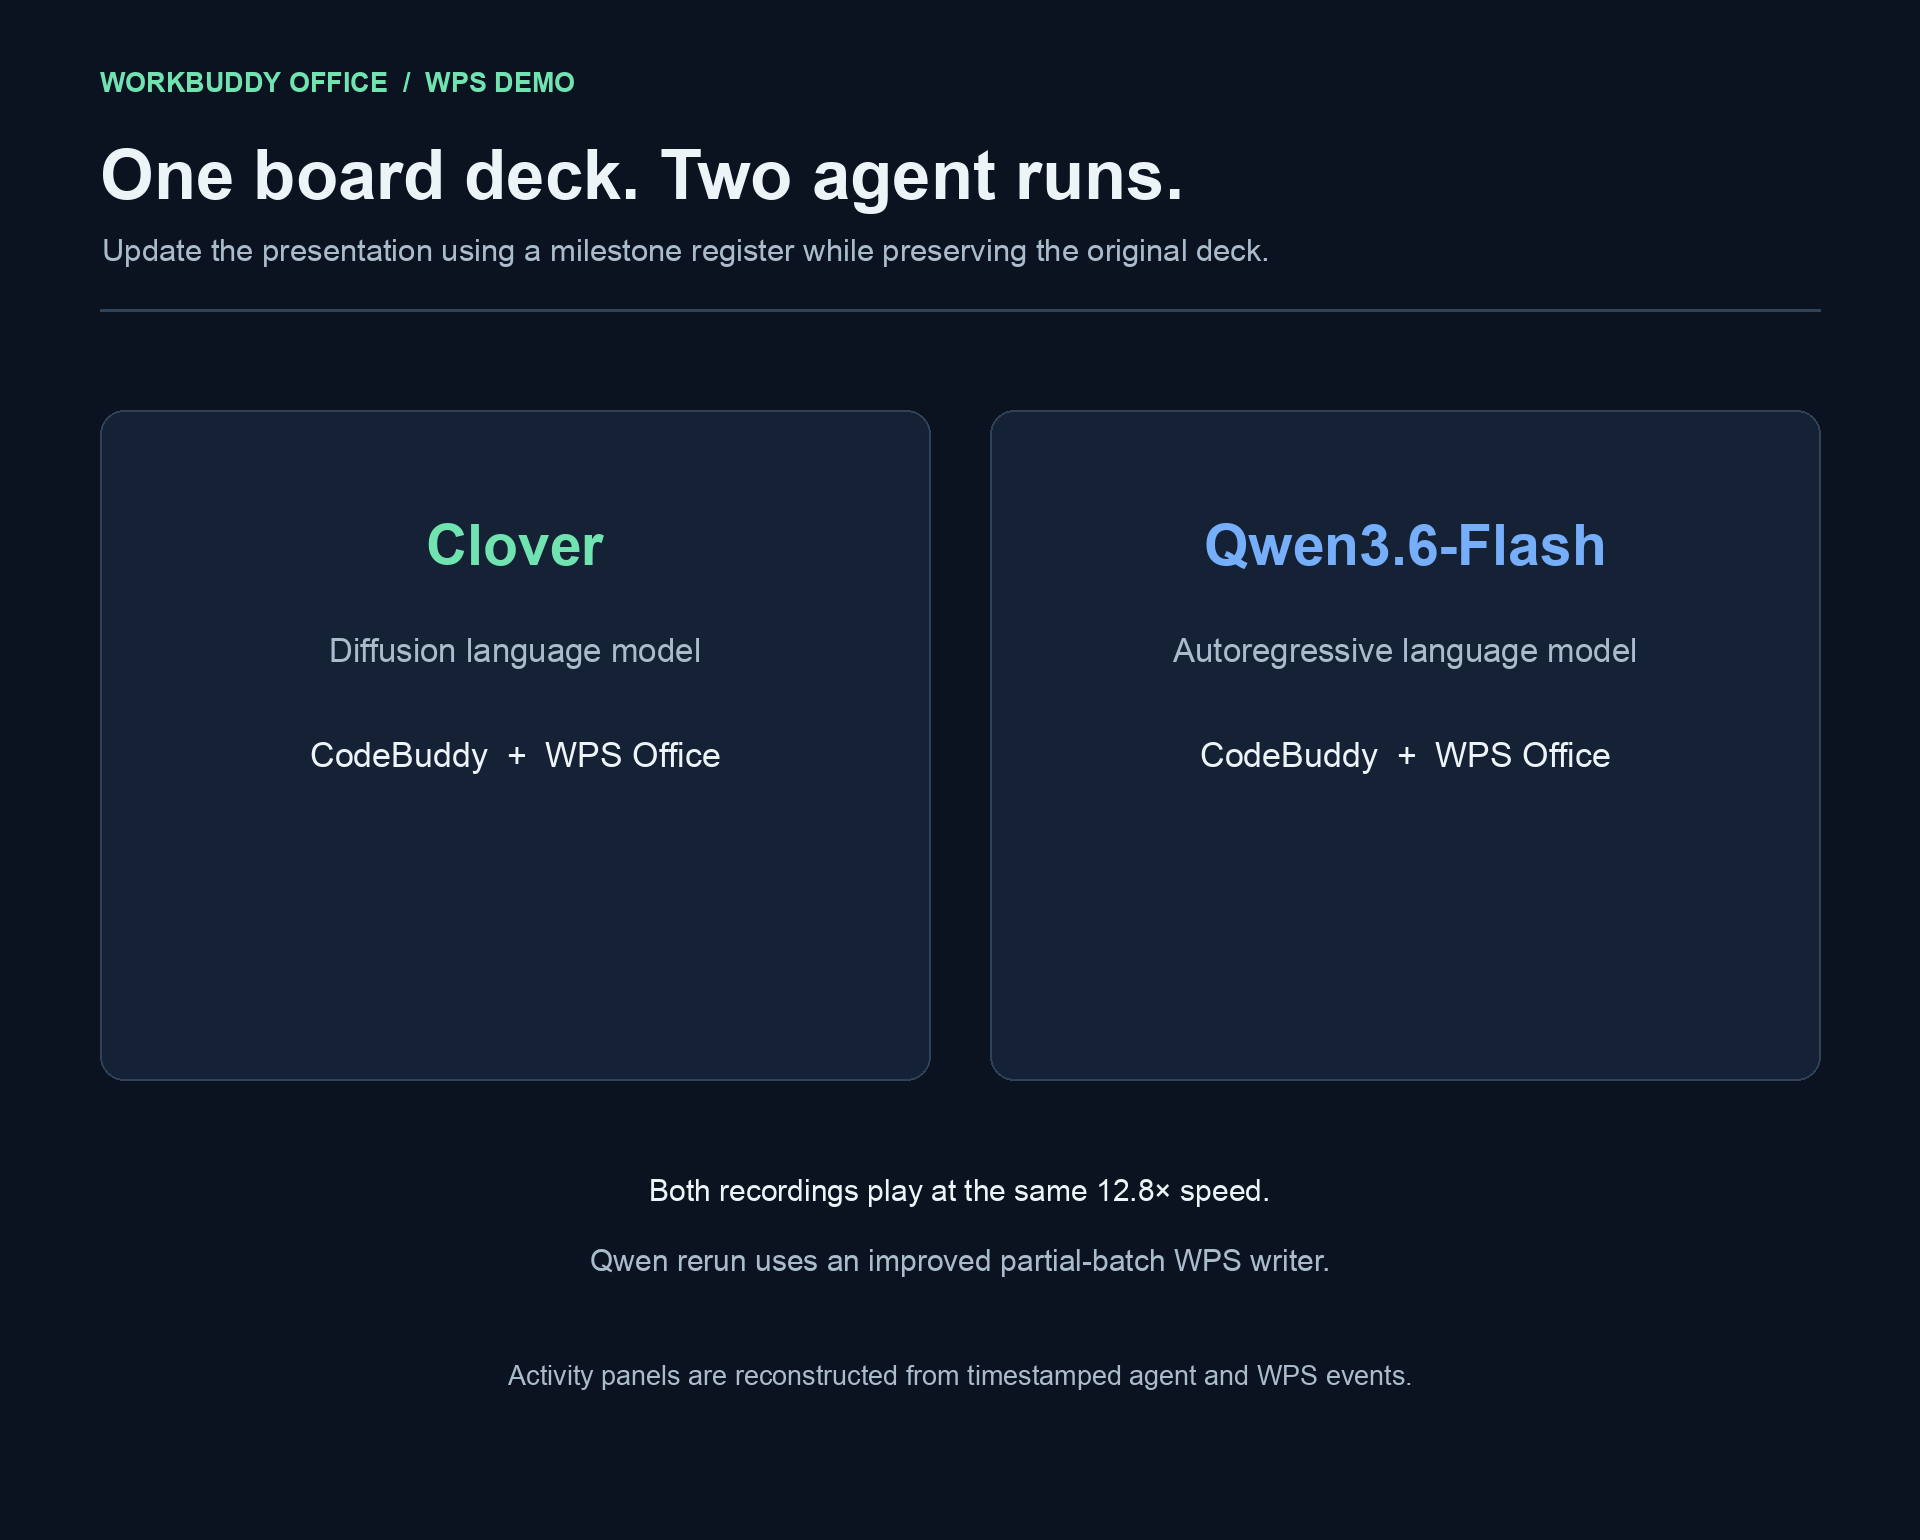 WORKBUDDY OFFICE / WPS DEMO
One board deck. Two agent runs.
Update the presentation using a milestone register while preserving the original deck.
Clover
Diffusion language model
CodeBuddy + WPS Office
Qwen3.6-Flash
Autoregressive language model
CodeBuddy + WPS Office
Both recordings play at the same 12.8× speed.
Qwen rerun uses an improved partial-batch WPS writer.
Activity panels are reconstructed from timestamped agent and WPS events.